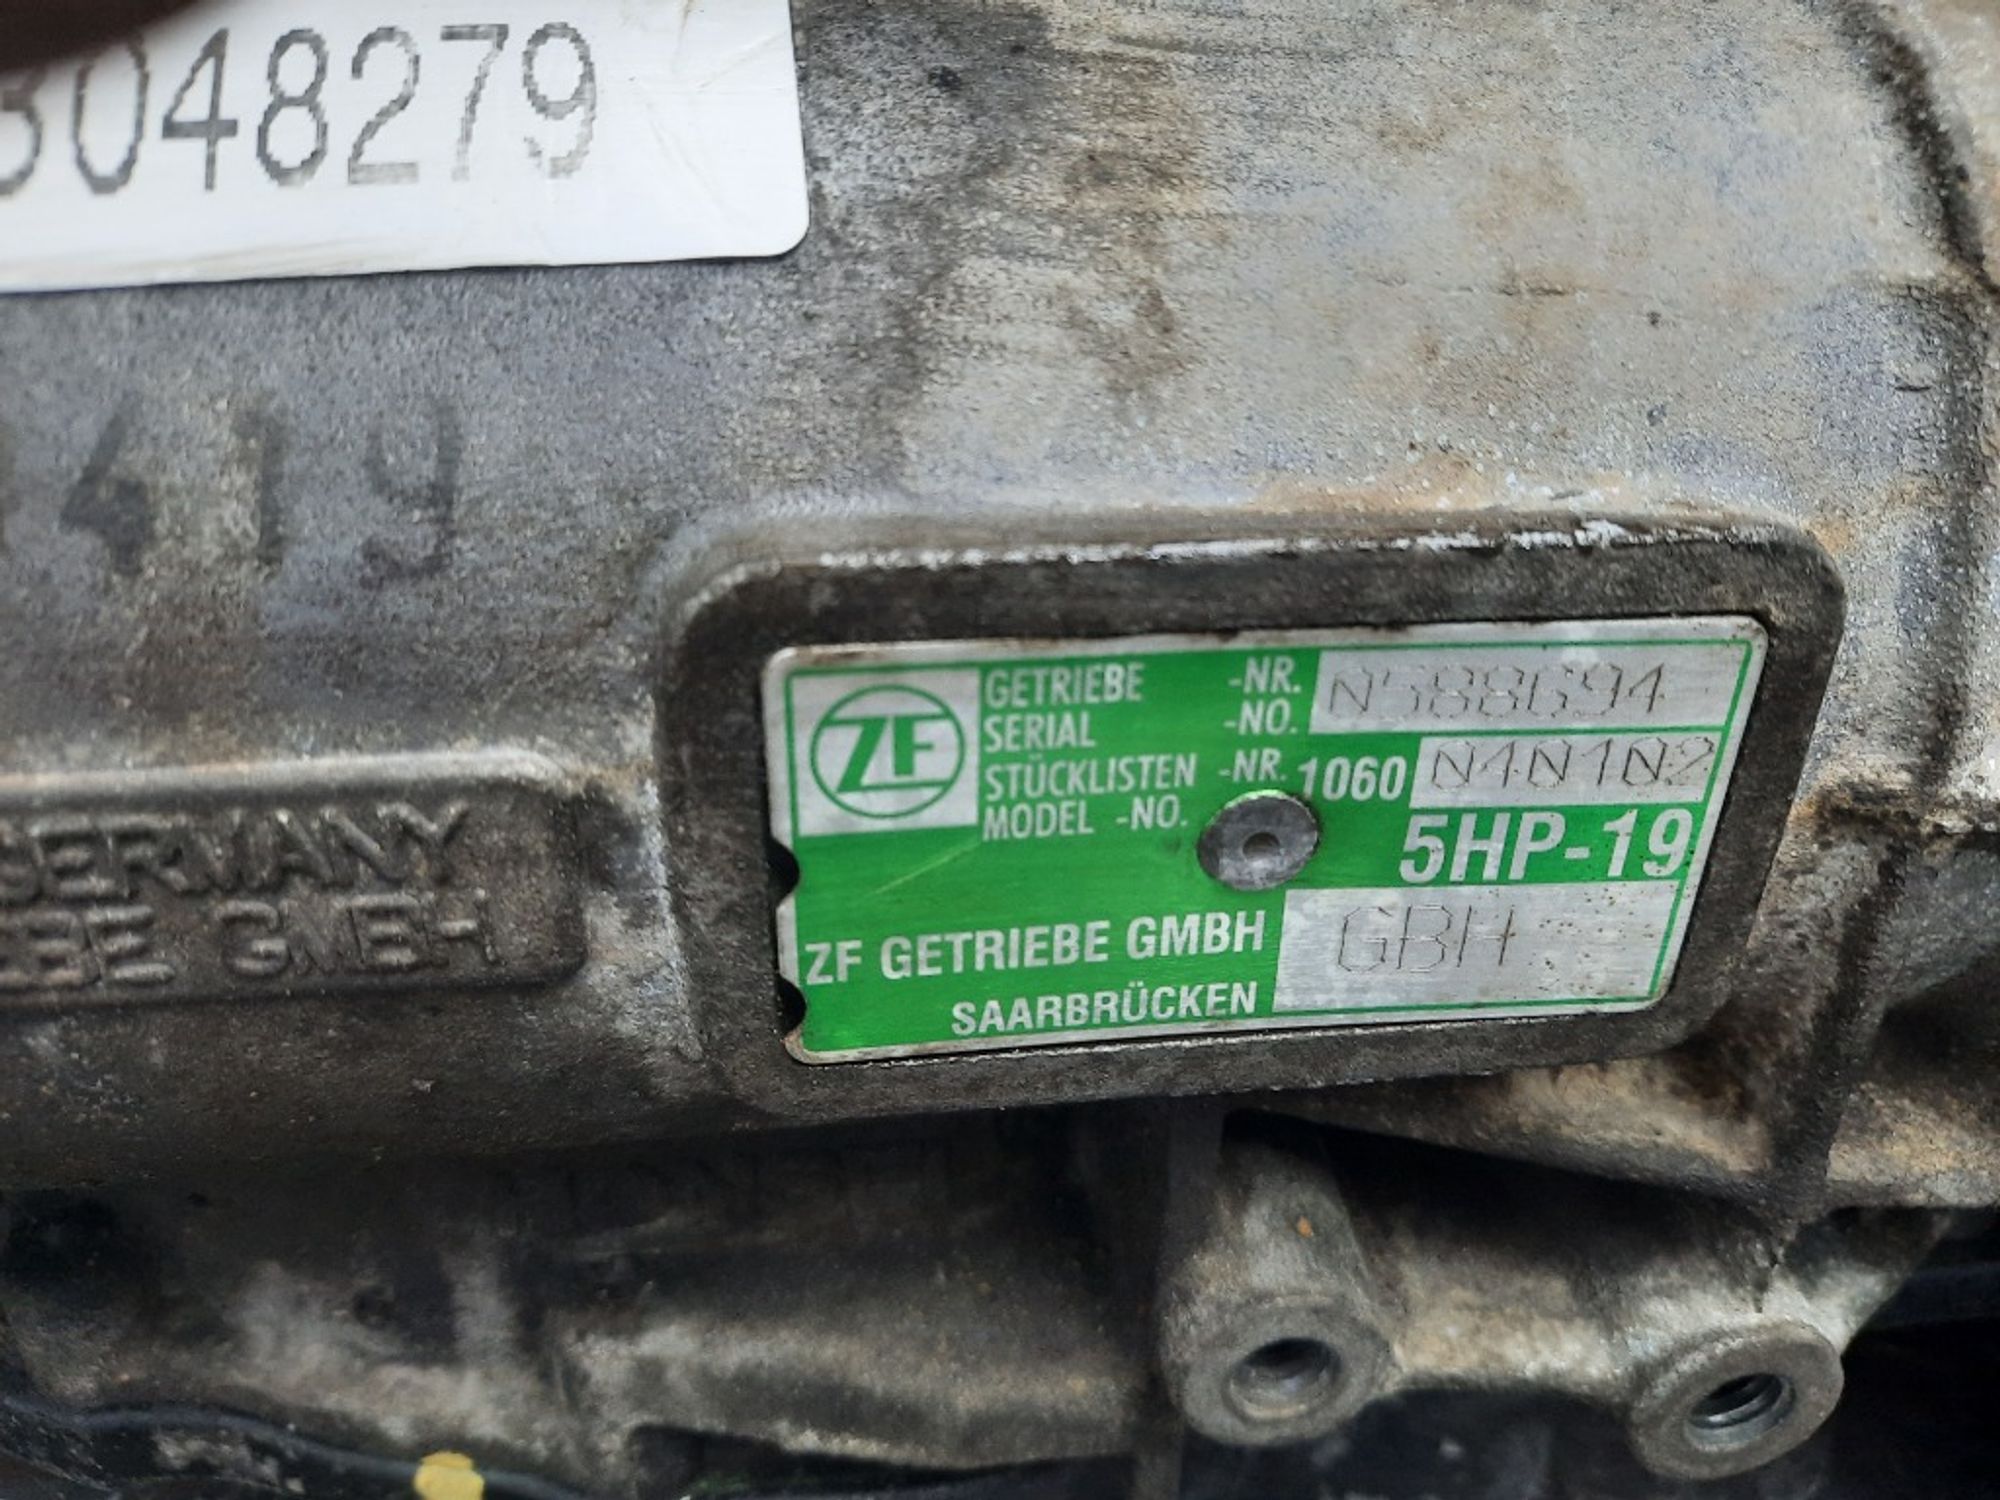 3048279
419
GERMANY
EBE GMBH
ZF
GETRIEBE -NR. 0588694
SERIAL -NO.
STÜCKLISTEN -NR. 1060 040102
MODEL -NO.
5HP-19
ZF GETRIEBE GMBH GBH
SAARBRÜCKEN